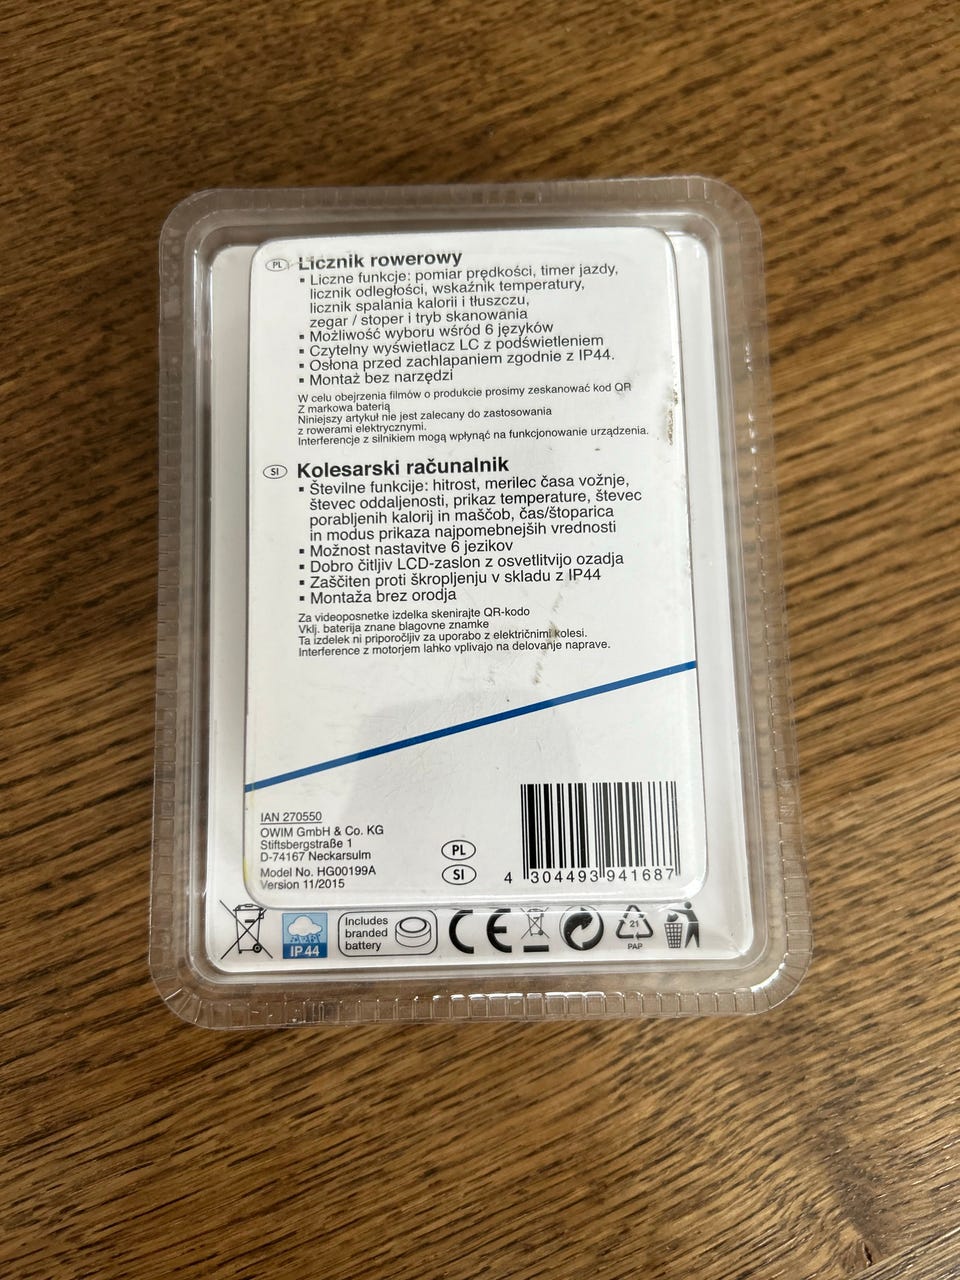 PL Licznik rowerowy
▪ Liczne funkcje: pomiar prędkości, timer jazdy,
licznik odległości, wskaźnik temperatury,
licznik spalania kalorii i tłuszczu,
zegar / stoper i tryb skanowania
▪ Możliwość wyboru wśród 6 języków
▪ Czytelny wyświetlacz LC z podświetleniem
▪ Osłona przed zachlapaniem zgodnie z IP44.
▪ Montaż bez narzędzi
W celu obejrzenia filmów o produkcie prosimy zeskanować kod QR
Z markowa baterią
Niniejszy artykuł nie jest zalecany do zastosowania
z rowerami elektrycznymi.
Interferencje z silnikiem mogą wpłynąć na funkcjonowanie urządzenia.
SI Kolesarski računalnik
▪ Številne funkcije: hitrost, merilec časa vožnje,
števec oddaljenosti, prikaz temperature, števec
porabljenih kalorij in maščob, čas/štoparica
in modus prikaza najpomebnejših vrednosti
▪ Možnost nastavitve 6 jezikov
▪ Dobro čitljiv LCD-zaslon z osvetlitvijo ozadja
▪ Zaščiten proti škropljenju v skladu z IP44
▪ Montaža brez orodja
Za videoposnetke izdelka skenirajte QR-kodo
Vklj. baterija znane blagovne znamke
Ta izdelek ni priporočljiv za uporabo z električnimi kolesi.
Interference z motorjem lahko vplivajo na delovanje naprave.
IAN 270550
OWIM GmbH & Co. KG
Stiftsbergstraße 1
D-74167 Neckarsulm
Model No. HG00199A
Version 11/2015
PL
SI
4 304493 941687
IP44
Includes
branded
battery
CE
21
PAP